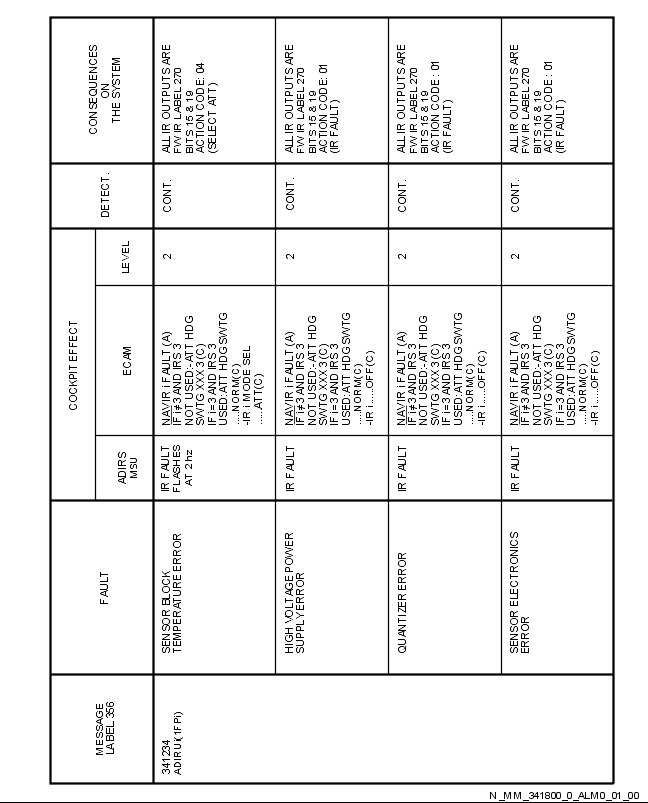 MESSAGE
LABEL 356
FAULT
COCKPIT EFFECT
ADIRS
MSU
ECAM
LEVEL
DETECT.
CONSEQUENCES
ON
THE SYSTEM
341234
ADIRUi(1FPi)
SENSOR BLOCK
TEMPERATURE ERROR
IR FAULT
FLASHES
AT 2 hz
NAV IR i FAULT (A)
IF i≠3 AND IRS 3
NOT USED:-ATT HDG
SWTG XXX 3 (C)
IF i=3 AND IRS 3
USED: ATT HDG SWTG
....NORM(C)
-IR i MODE SEL
.....ATT(C)
2
CONT.
ALL IR OUTPUTS ARE
FW IR LABEL 270
BITS 15 & 19
ACTION CODE: 04
(SELECT ATT)
HIGH VOLTAGE POWER
SUPPLY ERROR
IR FAULT
NAV IR i FAULT (A)
IF i≠3 AND IRS 3
NOT USED:-ATT HDG
SWTG XXX 3 (C)
IF i=3 AND IRS 3
USED: ATT HDG SWTG
....NORM(C)
-IR i.....OFF(C)
2
CONT.
ALL IR OUTPUTS ARE
FW IR LABEL 270
BITS 15 & 19
ACTION CODE: 01
(IR FAULT)
QUANTIZER ERROR
IR FAULT
NAV IR i FAULT (A)
IF i≠3 AND IRS 3
NOT USED:-ATT HDG
SWTG XXX 3 (C)
IF i=3 AND IRS 3
USED: ATT HDG SWTG
....NORM(C)
-IR i.....OFF(C)
2
CONT.
ALL IR OUTPUTS ARE
FW IR LABEL 270
BITS 15 & 19
ACTION CODE : 01
(IR FAULT)
SENSOR ELECTRONICS
ERROR
IR FAULT
NAV IR i FAULT (A)
IF i≠3 AND IRS 3
NOT USED:-ATT HDG
SWTG XXX 3 (C)
IF i=3 AND IRS 3
USED: ATT HDG SWTG
....NORM(C)
-IR i.....OFF(C)
2
CONT.
ALL IR OUTPUTS ARE
FW IR LABEL 270
BITS 15 & 19
ACTION CODE : 01
(IR FAULT)
N_MM_341800_0_ALM0_01_00